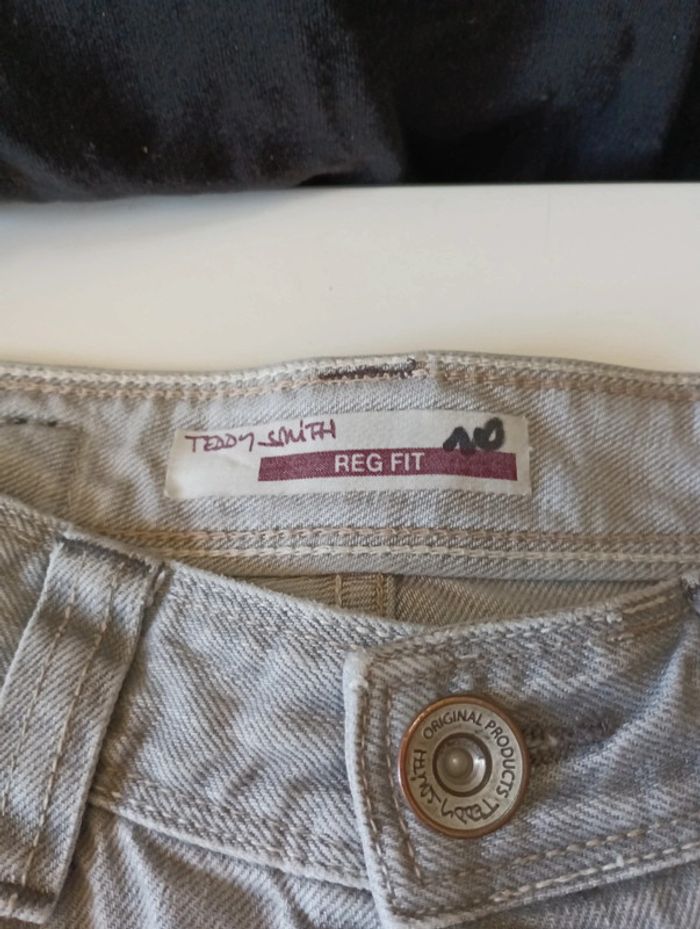 TEDDY SMITH 10
REG FIT
ORIGINAL PRODUCTS
TEDDY SMITH